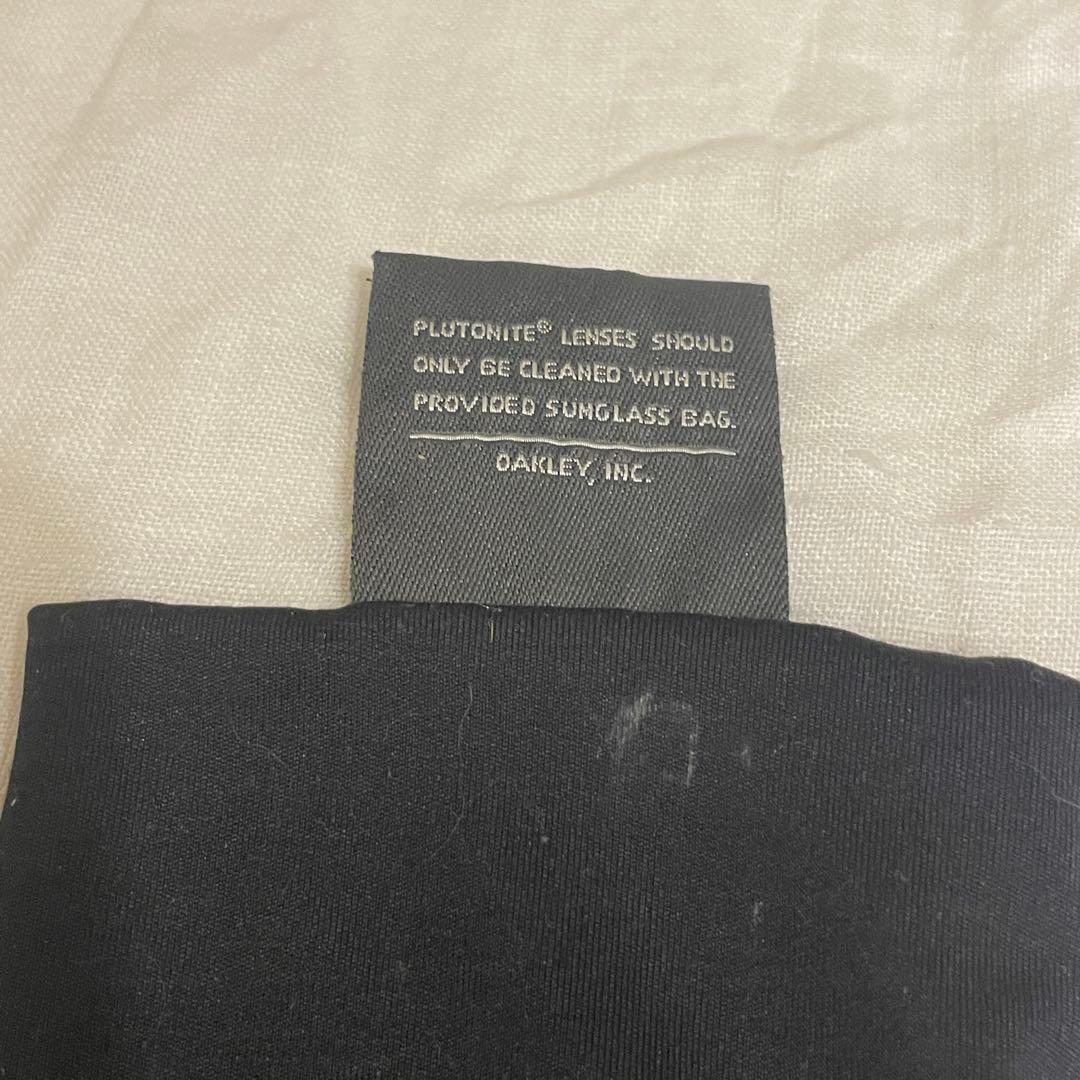 PLUTONITE® LENSES SHOULD
ONLY BE CLEANED WITH THE
PROVIDED SUNGLASS BAG.
OAKLEY, INC.